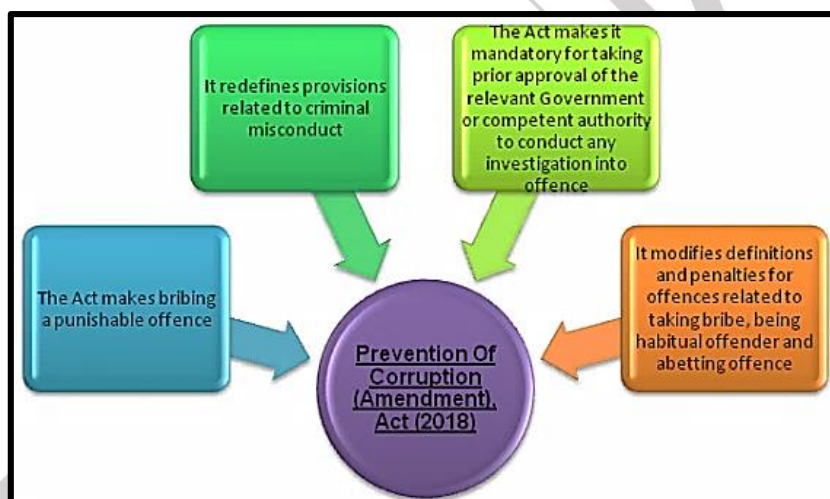 The Act makes bribing
a punishable offence
It redefines provisions
related to criminal
misconduct
The Act makes it
mandatory for taking
prior approval of the
relevant Government
or competent authority
to conduct any
investigation into
offence
It modifies definitions
and penalties for
offences related to
taking bribe, being
habitual offender and
abetting offence
Prevention Of
Corruption
(Amendment),
Act (2018)